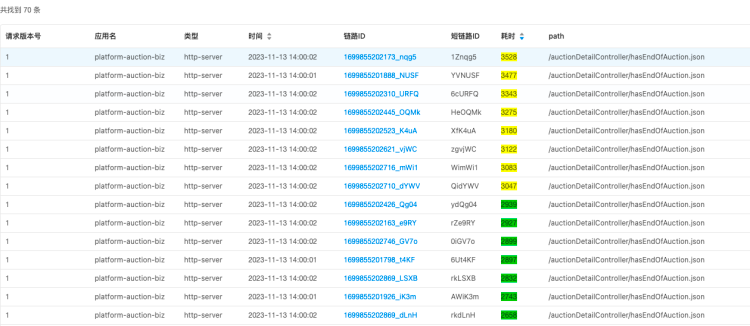 共找到 70 条
请求版本号 应用名 类型 时间 链路ID 短链路ID 耗时 path
1 platform-auction-biz http-server 2023-11-13 14:00:02 1699855202173_nqg5 1Znqg5 3528 /auctionDetailController/hasEndOfAuction.json
1 platform-auction-biz http-server 2023-11-13 14:00:01 1699855201888_NUSF YVNUSF 3477 /auctionDetailController/hasEndOfAuction.json
1 platform-auction-biz http-server 2023-11-13 14:00:02 1699855202310_URFQ 6cURFQ 3343 /auctionDetailController/hasEndOfAuction.json
1 platform-auction-biz http-server 2023-11-13 14:00:02 1699855202445_OQMk HeOQMk 3275 /auctionDetailController/hasEndOfAuction.json
1 platform-auction-biz http-server 2023-11-13 14:00:02 1699855202523_K4uA XfK4uA 3180 /auctionDetailController/hasEndOfAuction.json
1 platform-auction-biz http-server 2023-11-13 14:00:02 1699855202621_vjWC zgvjWC 3122 /auctionDetailController/hasEndOfAuction.json
1 platform-auction-biz http-server 2023-11-13 14:00:02 1699855202716_mWi1 WimWi1 3083 /auctionDetailController/hasEndOfAuction.json
1 platform-auction-biz http-server 2023-11-13 14:00:02 1699855202710_dYWV QidYWV 3047 /auctionDetailController/hasEndOfAuction.json
1 platform-auction-biz http-server 2023-11-13 14:00:02 1699855202426_Qg04 ydQg04 2939 /auctionDetailController/hasEndOfAuction.json
1 platform-auction-biz http-server 2023-11-13 14:00:02 1699855202163_e9RY rZe9RY 2927 /auctionDetailController/hasEndOfAuction.json
1 platform-auction-biz http-server 2023-11-13 14:00:02 1699855202746_GV7o 0iGV7o 2899 /auctionDetailController/hasEndOfAuction.json
1 platform-auction-biz http-server 2023-11-13 14:00:01 1699855201798_t4KF 6Ut4KF 2897 /auctionDetailController/hasEndOfAuction.json
1 platform-auction-biz http-server 2023-11-13 14:00:02 1699855202869_LSXB rkLSXB 2832 /auctionDetailController/hasEndOfAuction.json
1 platform-auction-biz http-server 2023-11-13 14:00:01 1699855201926_iK3m AWiK3m 2743 /auctionDetailController/hasEndOfAuction.json
1 platform-auction-biz http-server 2023-11-13 14:00:02 1699855202869_dLnH rkdLnH 2658 /auctionDetailController/hasEndOfAuction.json